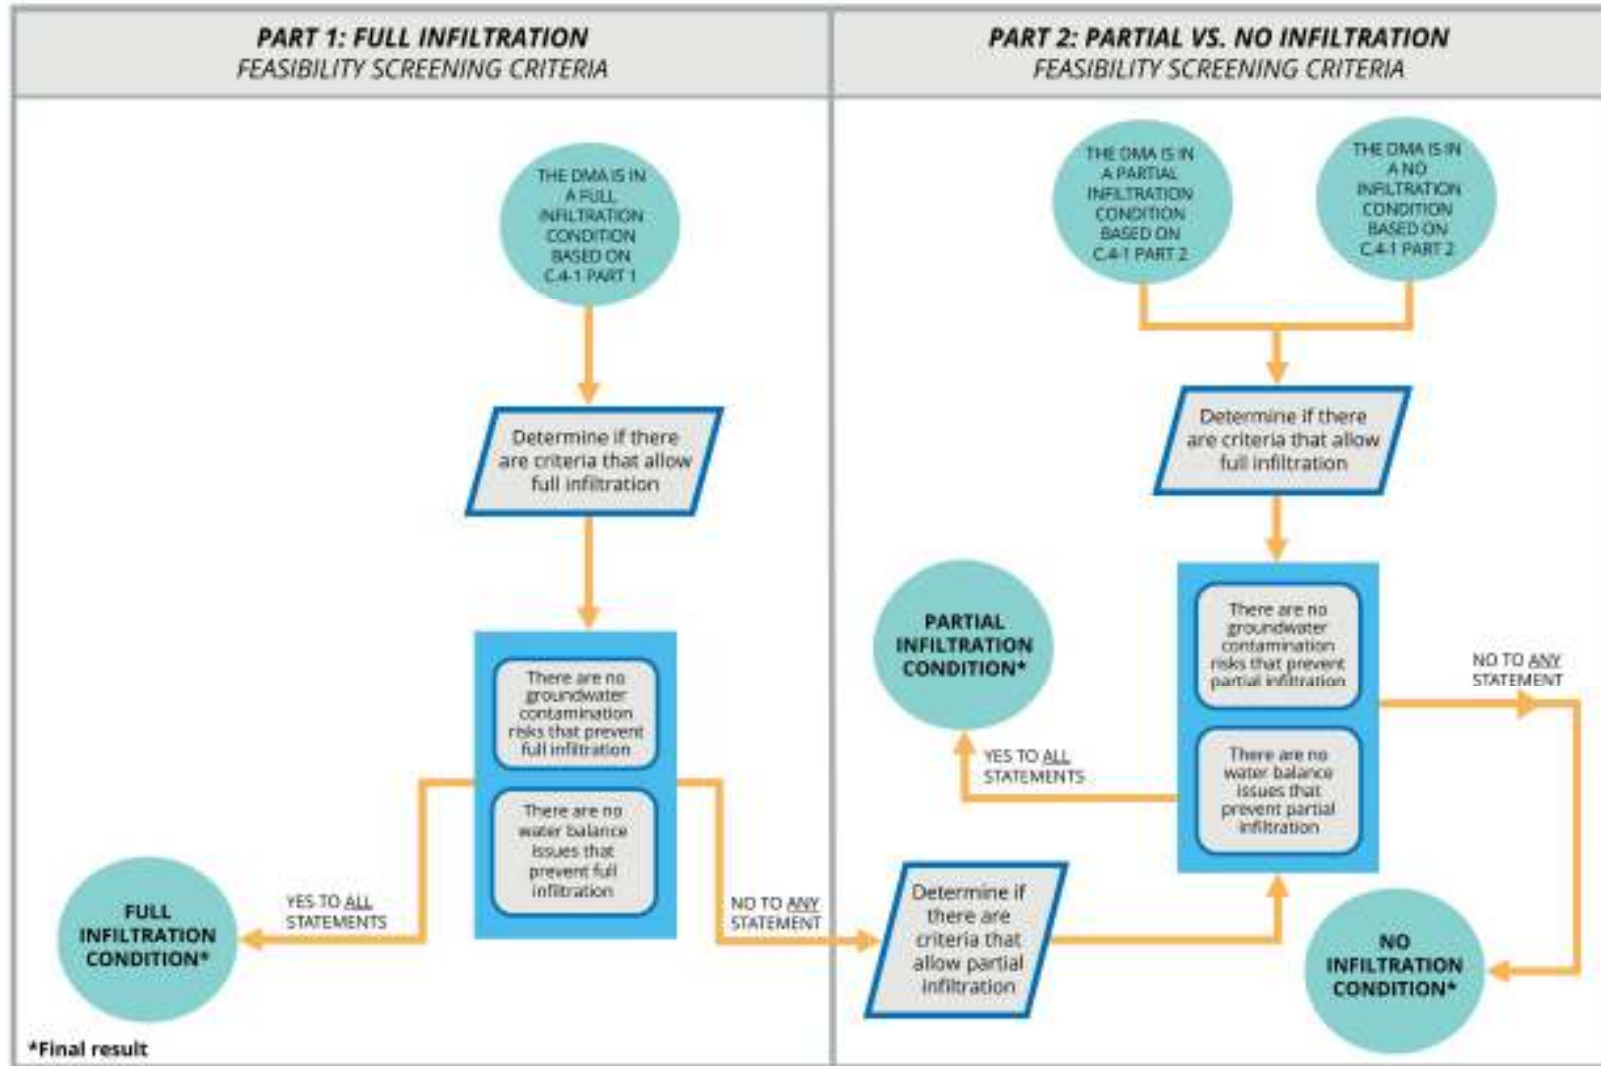 PART 1: FULL INFILTRATION
FEASIBILITY SCREENING CRITERIA
THE DMA IS IN
A FULL
INFILTRATION
CONDITION
BASED ON
C.4-1 PART 1
Determine if there
are criteria that allow
full infiltration
There are no
groundwater
contamination
risks that prevent
full infiltration
There are no
water balance
issues that
prevent full
infiltration
YES TO ALL
STATEMENTS
FULL
INFILTRATION
CONDITION*
NO TO ANY
STATEMENT
*Final result
PART 2: PARTIAL VS. NO INFILTRATION
FEASIBILITY SCREENING CRITERIA
THE DMA IS IN
A PARTIAL
INFILTRATION
CONDITION
BASED ON
C.4-1 PART 2
THE DMA IS IN
A NO
INFILTRATION
CONDITION
BASED ON
C.4-1 PART 2
Determine if there
are criteria that allow
full infiltration
There are no
groundwater
contamination
risks that prevent
partial infiltration
There are no
water balance
issues that
prevent partial
infiltration
PARTIAL
INFILTRATION
CONDITION*
YES TO ALL
STATEMENTS
NO TO ANY
STATEMENT
Determine if
there are
criteria that
allow partial
infiltration
NO
INFILTRATION
CONDITION*